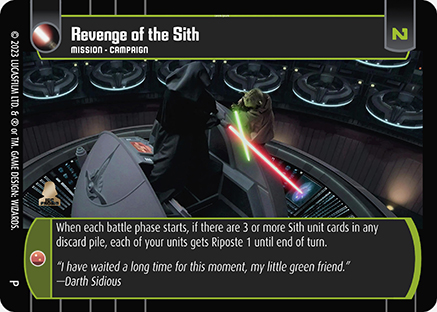 Revenge of the Sith
MISSION · CAMPAIGN
When each battle phase starts, if there are 3 or more Sith unit cards in any
discard pile, each of your units gets Riposte 1 until end of turn.
“I have waited a long time for this moment, my little green friend.”
—Darth Sidious
© 2023 LUCASFILM LTD. & ® or TM. GAME DESIGN: WIZARDS.
P